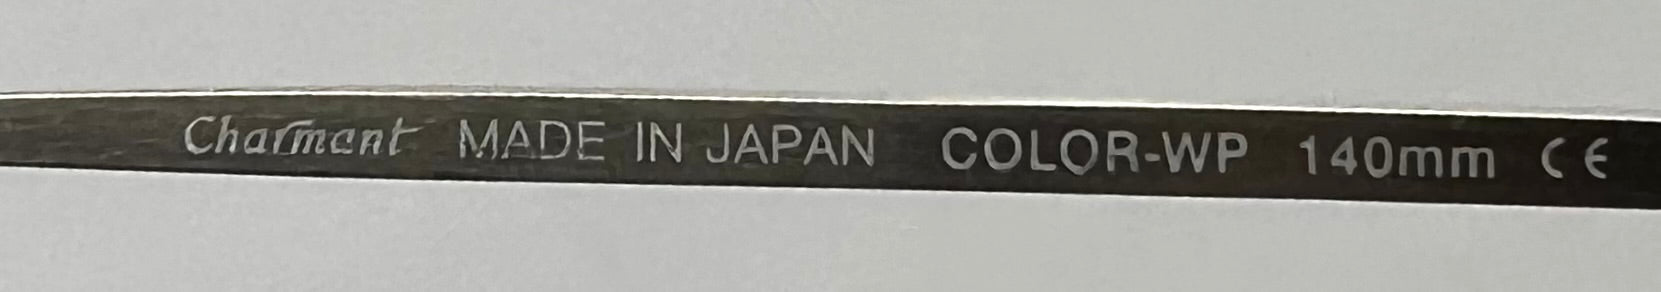 Charmant MADE IN JAPAN COLOR-WP 140mm CE